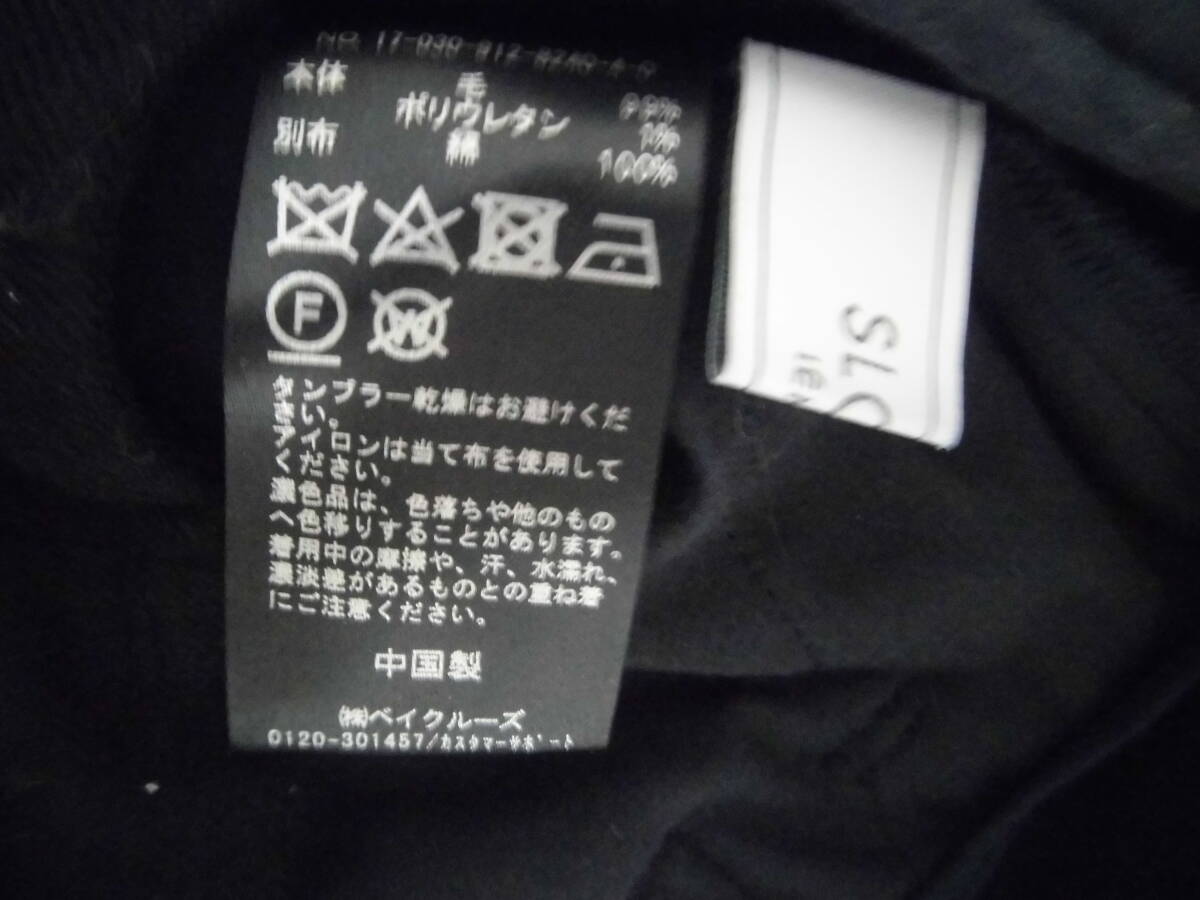 本体 毛 99%
ポリウレタン 1%
別布 綿 100%
F
W
タンブラー乾燥はお避けくだ
さい。
アイロンは当て布を使用して
ください。
濃色品は、色落ちや他のもの
へ色移りすることがあります。
着用中の摩擦や、汗、水濡れ、
濃淡差があるものとの重ね着
にご注意ください。
中国製
㈱ベイクルーズ
0120-301457/カスタマーサポート
SLS